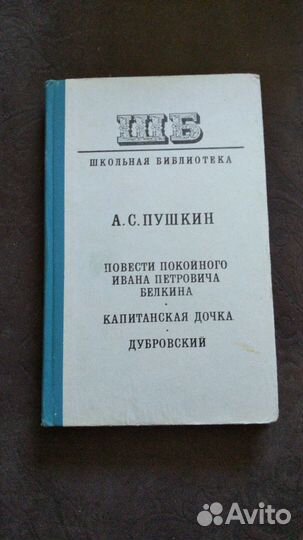 ШБ
ШКОЛЬНАЯ БИБЛИОТЕКА
А.С.ПУШКИН
ПОВЕСТИ ПОКОЙНОГО
ИВАНА ПЕТРОВИЧА
БЕЛКИНА
·
КАПИТАНСКАЯ ДОЧКА
·
ДУБРОВСКИЙ
Avito